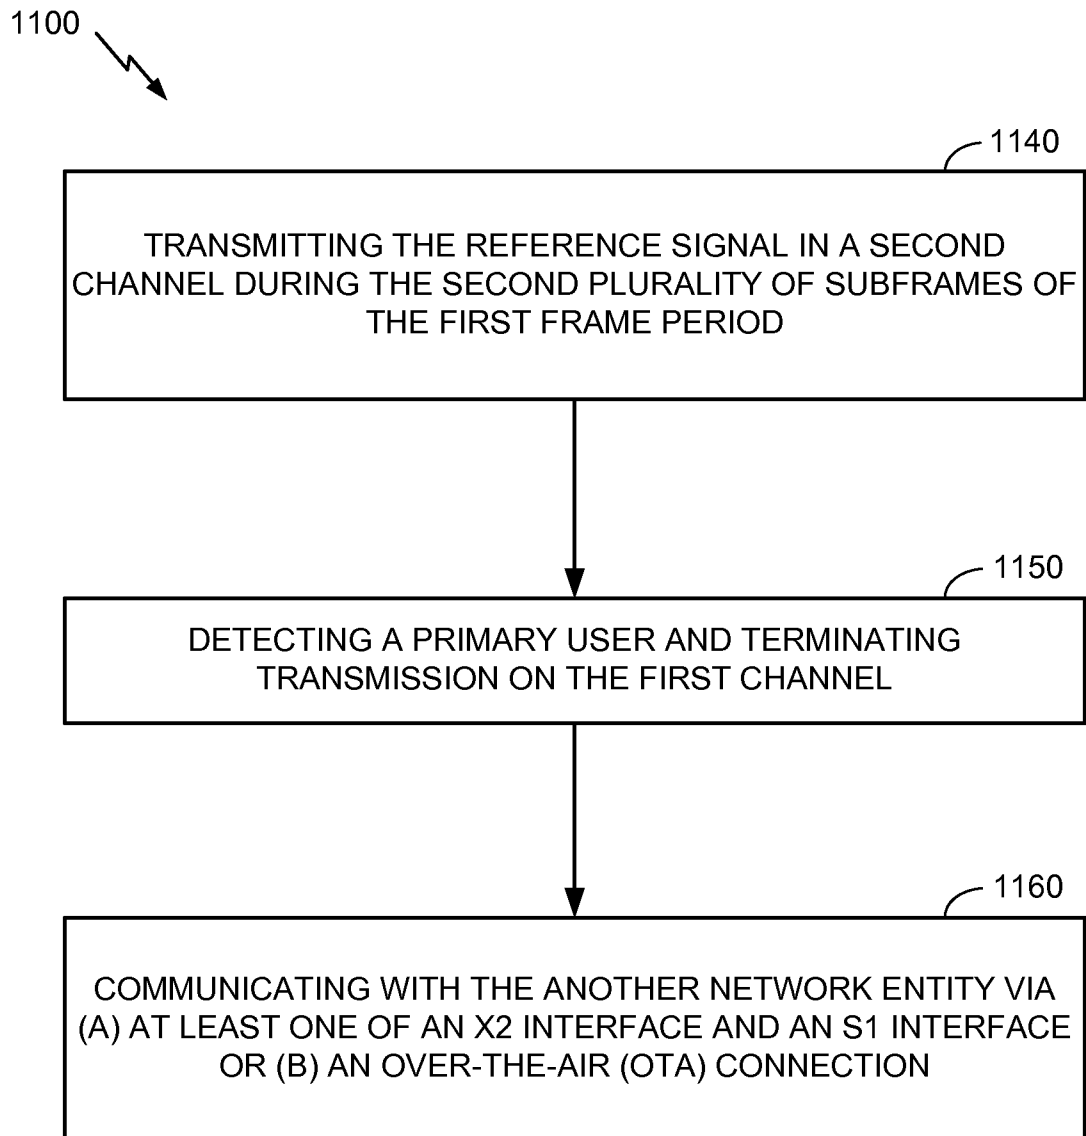 1100
1140
TRANSMITTING THE REFERENCE SIGNAL IN A SECOND
CHANNEL DURING THE SECOND PLURALITY OF SUBFRAMES OF
THE FIRST FRAME PERIOD
1150
DETECTING A PRIMARY USER AND TERMINATING
TRANSMISSION ON THE FIRST CHANNEL
1160
COMMUNICATING WITH THE ANOTHER NETWORK ENTITY VIA
(A) AT LEAST ONE OF AN X2 INTERFACE AND AN S1 INTERFACE
OR (B) AN OVER-THE-AIR (OTA) CONNECTION